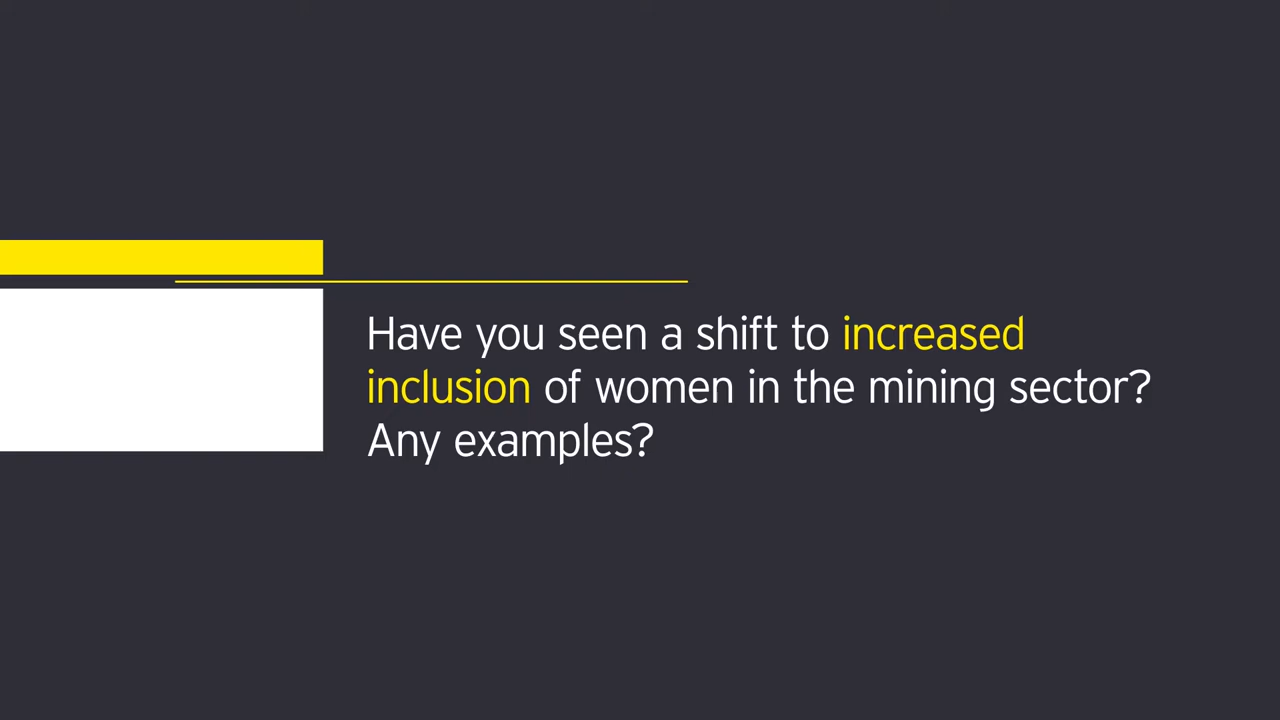 Have you seen a shift to increased
inclusion of women in the mining sector?
Any examples?